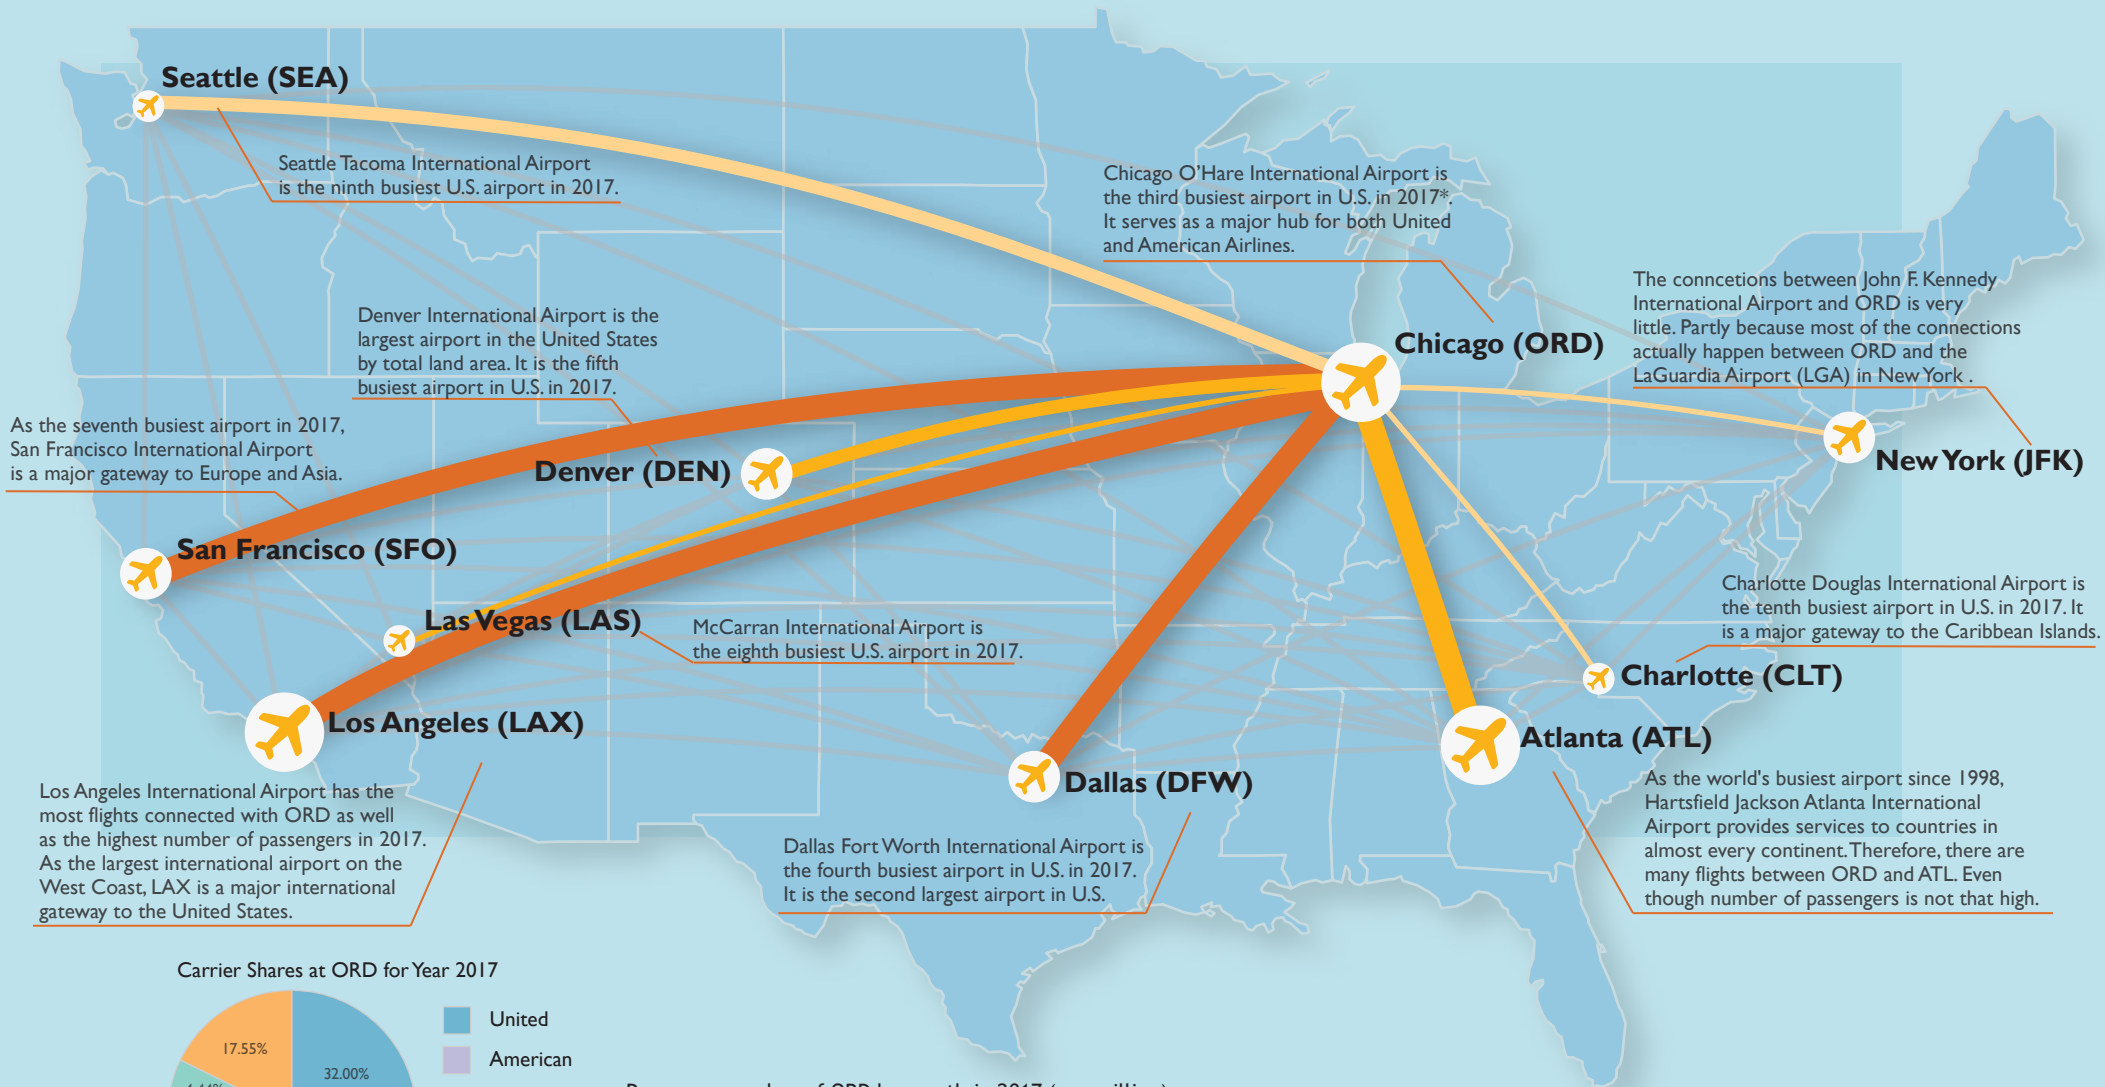 Seattle (SEA)
Seattle Tacoma International Airport
is the ninth busiest U.S. airport in 2017.
Chicago O'Hare International Airport is
the third busiest airport in U.S. in 2017*.
It serves as a major hub for both United
and American Airlines.
The conncetions between John F. Kennedy
International Airport and ORD is very
little. Partly because most of the connections
actually happen between ORD and the
LaGuardia Airport (LGA) in New York .
Denver International Airport is the
largest airport in the United States
by total land area. It is the fifth
busiest airport in U.S. in 2017.
Chicago (ORD)
As the seventh busiest airport in 2017,
San Francisco International Airport
is a major gateway to Europe and Asia.
Denver (DEN)
New York (JFK)
San Francisco (SFO)
Las Vegas (LAS)
McCarran International Airport is
the eighth busiest U.S. airport in 2017.
Charlotte Douglas International Airport is
the tenth busiest airport in U.S. in 2017. It
is a major gateway to the Caribbean Islands.
Charlotte (CLT)
Los Angeles (LAX)
Atlanta (ATL)
Dallas (DFW)
Los Angeles International Airport has the
most flights connected with ORD as well
as the highest number of passengers in 2017.
As the largest international airport on the
West Coast, LAX is a major international
gateway to the United States.
Dallas Fort Worth International Airport is
the fourth busiest airport in U.S. in 2017.
It is the second largest airport in U.S.
As the world's busiest airport since 1998,
Hartsfield Jackson Atlanta International
Airport provides services to countries in
almost every continent. Therefore, there are
many flights between ORD and ATL. Even
though number of passengers is not that high.
Carrier Shares at ORD for Year 2017
United
American
17.55%
32.00%